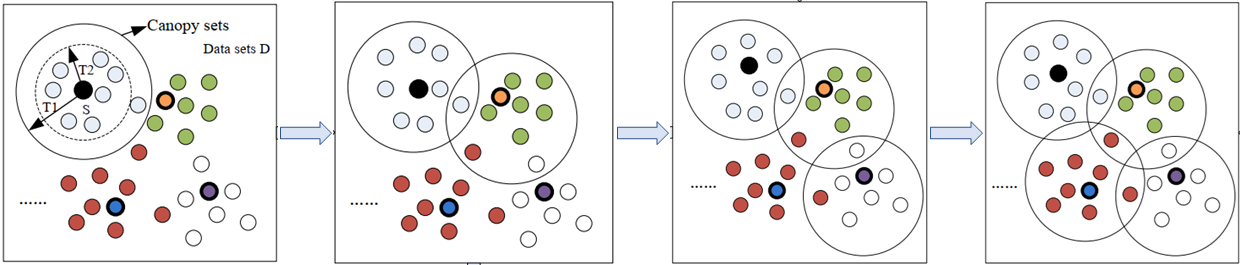 Canopy sets
Data sets D
T2
T1
S
......
......
......
......